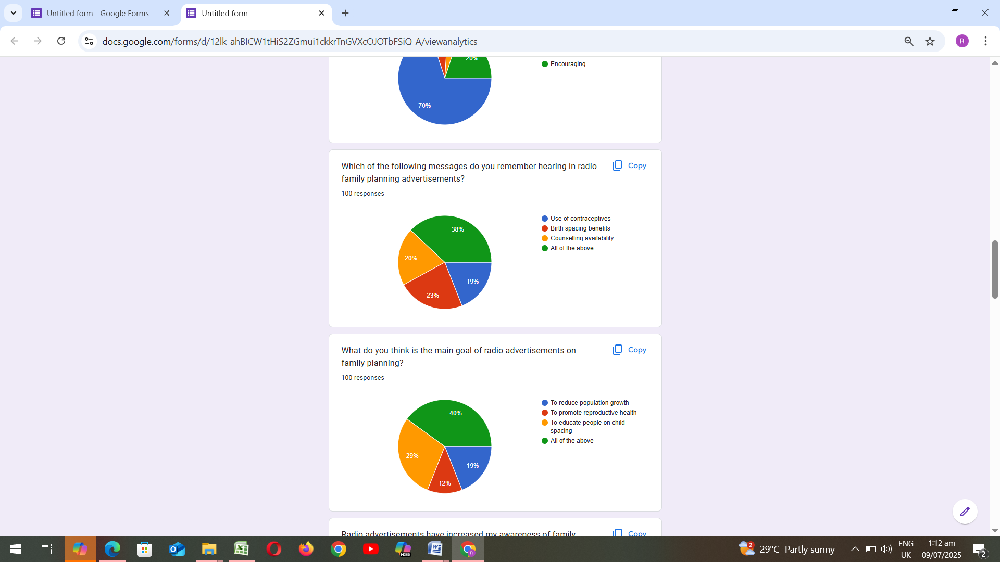 Untitled form - Google Forms
Untitled form
docs.google.com/forms/d/12lk_ahBICW1tHiS2ZGmui1ckkrTnGVXcOJOTbFSiQ-A/viewanalytics
R
20%
Encouraging
70%
Which of the following messages do you remember hearing in radio
family planning advertisements?
Copy
100 responses
38%
20%
23%
19%
Use of contraceptives
Birth spacing benefits
Counselling availability
All of the above
What do you think is the main goal of radio advertisements on
family planning?
Copy
100 responses
40%
29%
12%
19%
To reduce population growth
To promote reproductive health
To educate people on child
spacing
All of the above
Radio advertisements have increased my awareness of family
Copy
M365
2
29°C Partly sunny
ENG
UK
1:12 am
09/07/2025
2